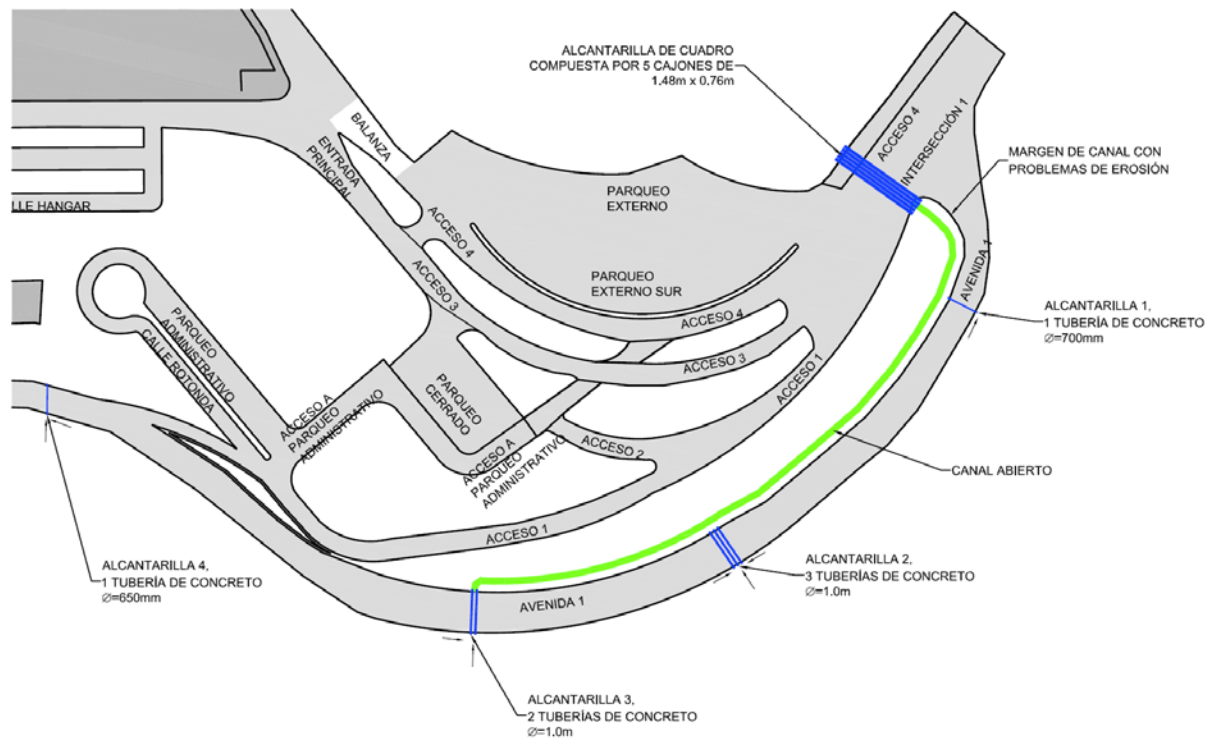 ALCANTARILLA DE CUADRO
COMPUESTA POR 5 CAJONES DE
1.48m x 0.76m
ACCESO 4
INTERSECCIÓN 1
MARGEN DE CANAL CON
PROBLEMAS DE EROSIÓN
BALANZA
ENTRADA
PRINCIPAL
PARQUEO
EXTERNO
LLE HANGAR
ACCESO 4
ACCESO 3
PARQUEO
EXTERNO SUR
ACCESO 4
ACCESO 3
ACCESO 1
AVENIDA 1
ALCANTARILLA 1,
1 TUBERÍA DE CONCRETO
∅=700mm
PARQUEO
ADMINISTRATIVO
CALLE ROTONDA
PARQUEO
CERRADO
ACCESO A
PARQUEO
ADMINISTRATIVO
ACCESO A
PARQUEO
ADMINISTRATIVO
ACCESO 2
CANAL ABIERTO
ACCESO 1
ALCANTARILLA 4,
1 TUBERÍA DE CONCRETO
∅=650mm
AVENIDA 1
ALCANTARILLA 2,
3 TUBERÍAS DE CONCRETO
∅=1.0m
ALCANTARILLA 3,
2 TUBERÍAS DE CONCRETO
∅=1.0m